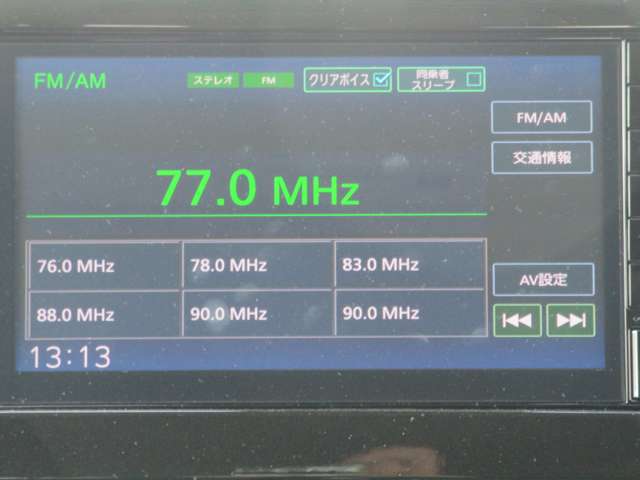 FM/AM ステレオ FM クリアボイス 同乗者
スリープ
FM/AM
交通情報
77.0 MHz
76.0 MHz 78.0 MHz 83.0 MHz
AV設定
88.0 MHz 90.0 MHz 90.0 MHz
13:13